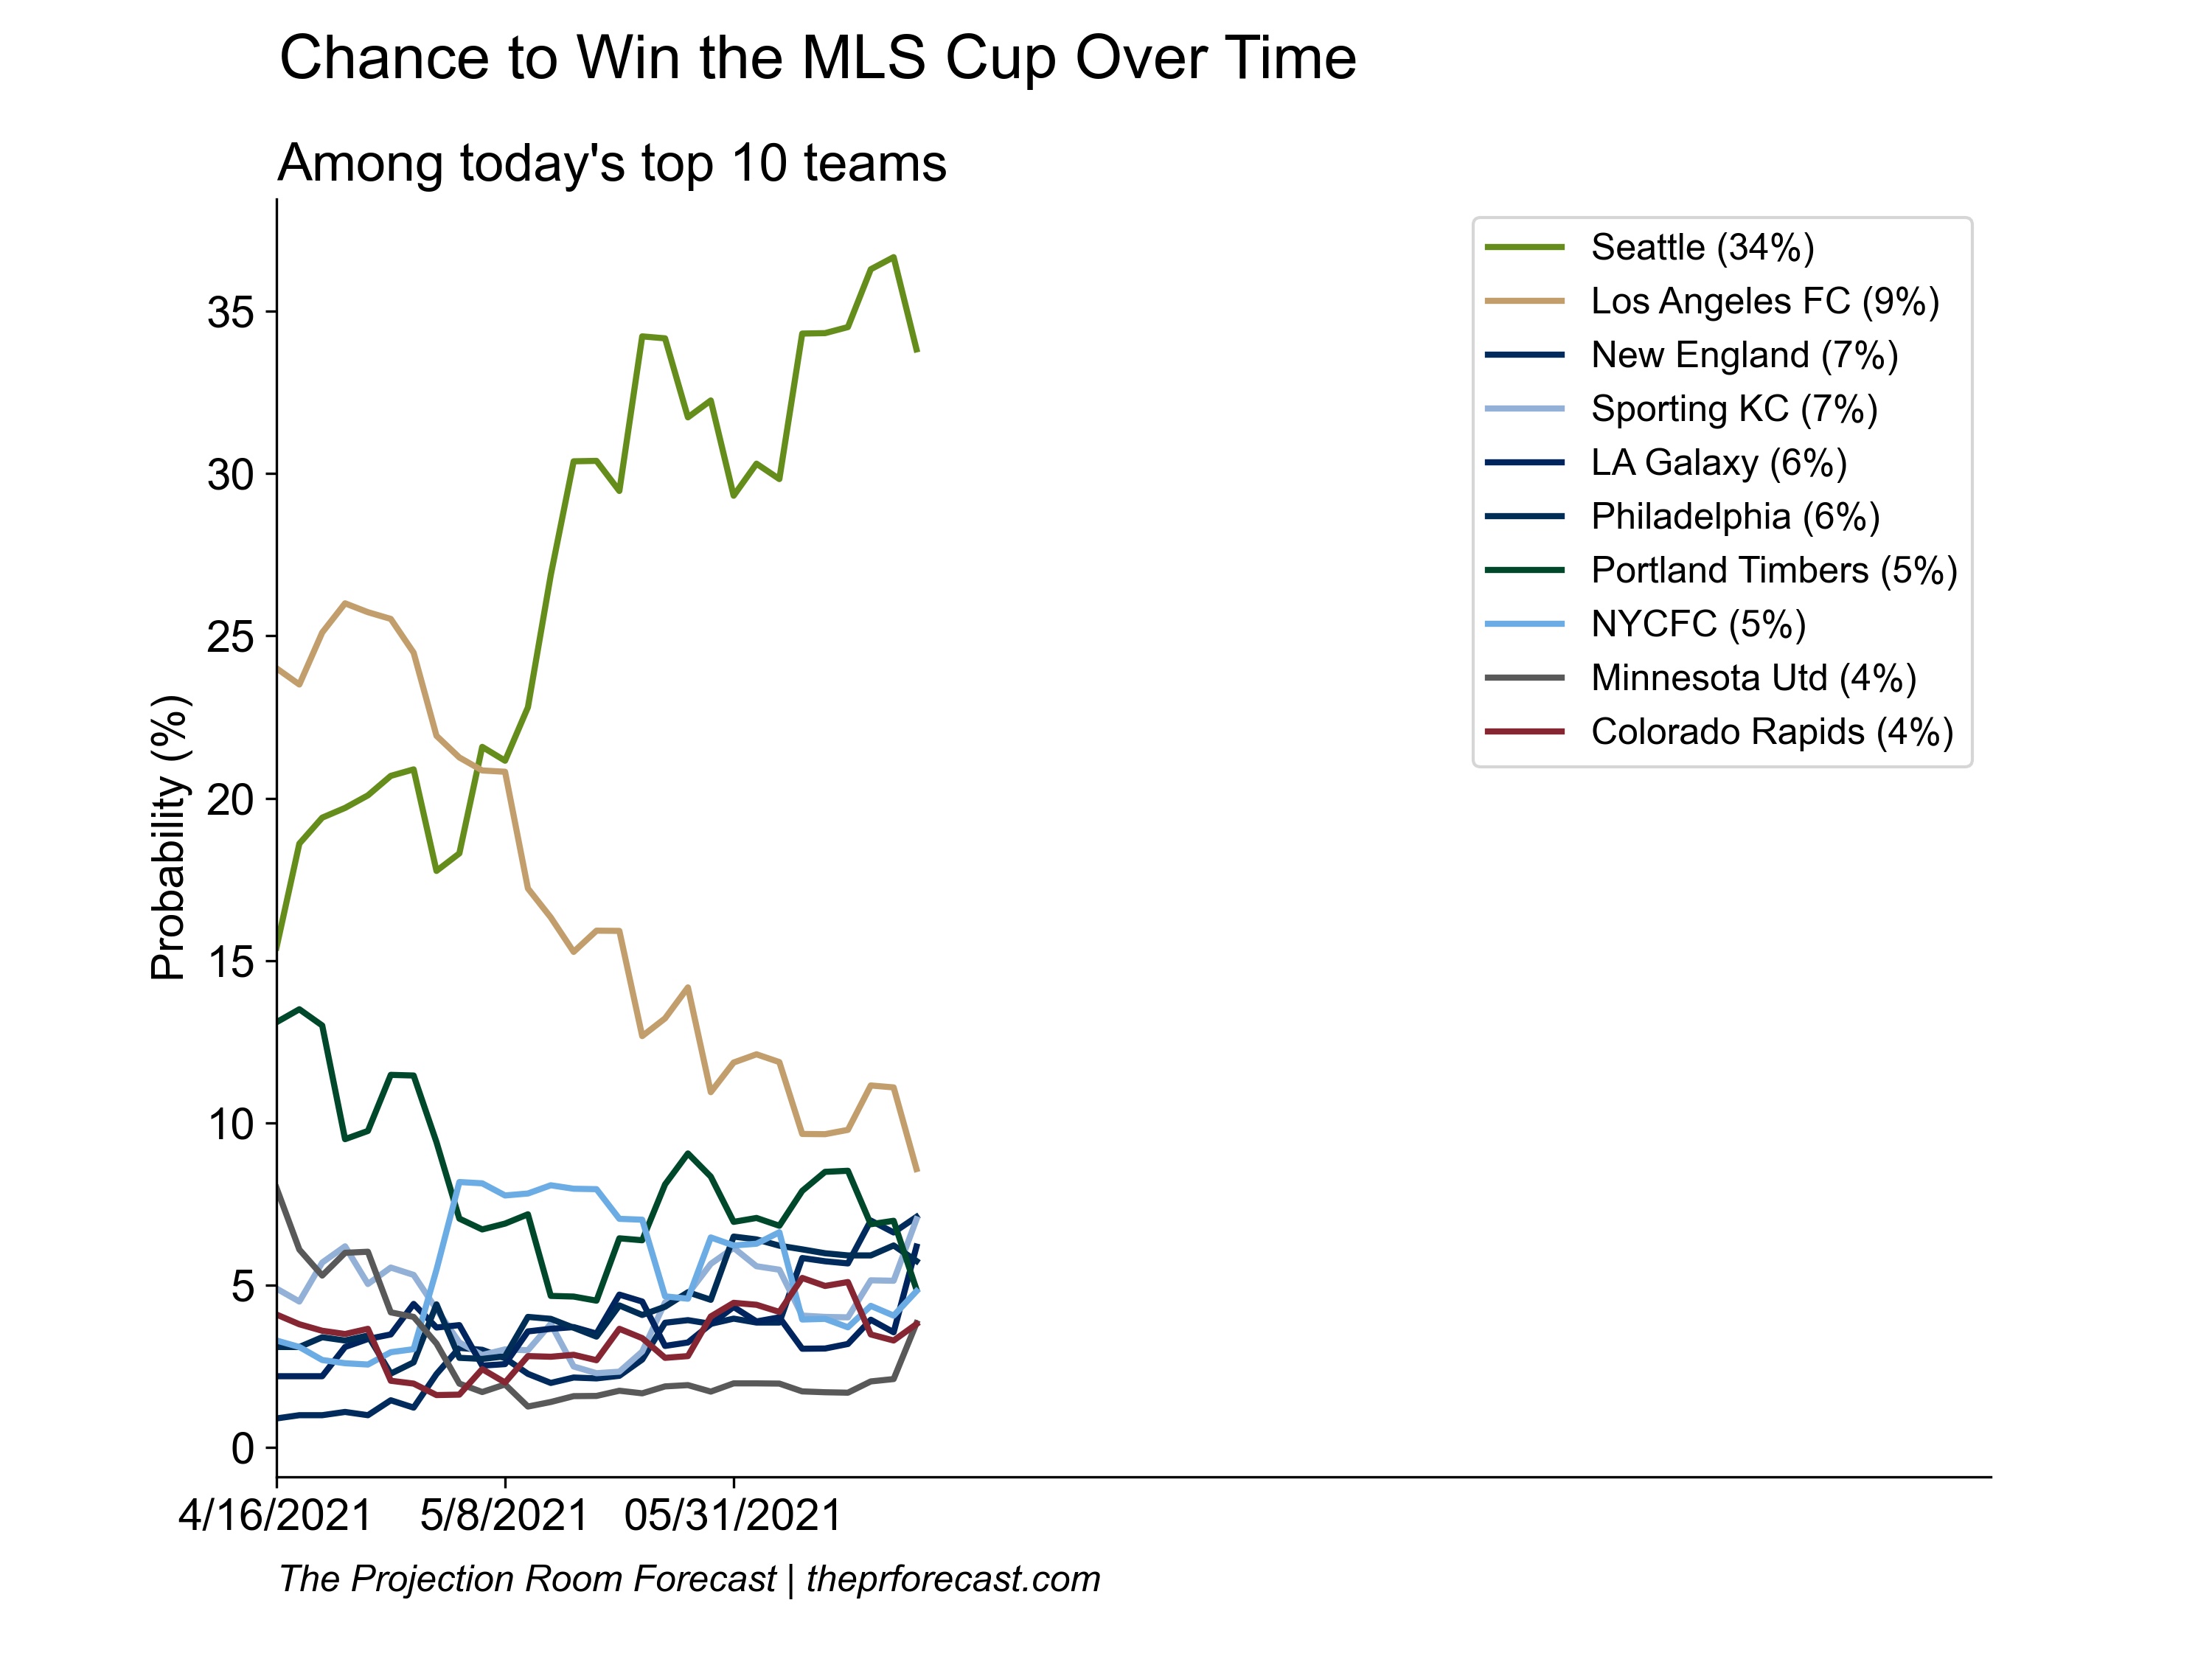 Chance to Win the MLS Cup Over Time
Among today's top 10 teams
Seattle (34%)
Los Angeles FC (9%)
New England (7%)
Sporting KC (7%)
LA Galaxy (6%)
Philadelphia (6%)
Portland Timbers (5%)
NYCFC (5%)
Minnesota Utd (4%)
Colorado Rapids (4%)
Probability (%)
35
30
25
20
15
10
5
0
4/16/2021 5/8/2021 05/31/2021
The Projection Room Forecast | theprforecast.com